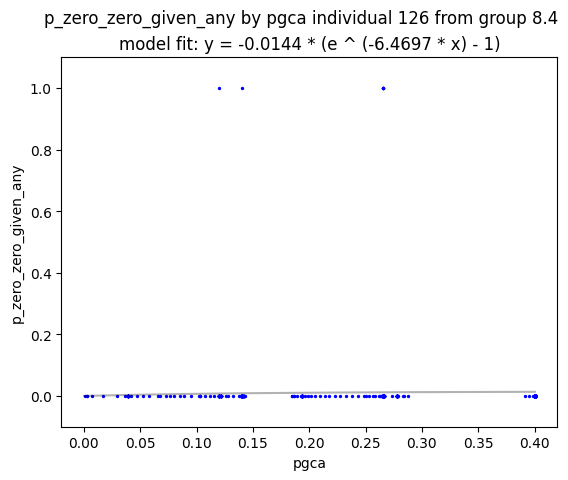 p_zero_zero_given_any by pgca individual 126 from group 8.4
model fit: y = -0.0144 * (e ^ (-6.4697 * x) - 1)
p_zero_zero_given_any
1.0
0.8
0.6
0.4
0.2
0.0
0.00 0.05 0.10 0.15 0.20 0.25 0.30 0.35 0.40
pgca